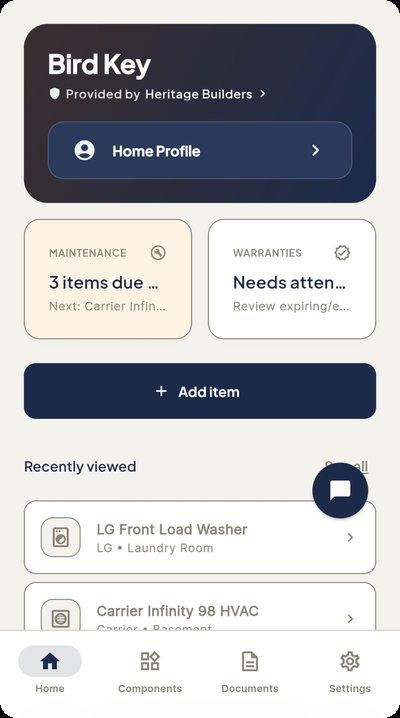 Bird Key
Provided by Heritage Builders
Home Profile
MAINTENANCE
3 items due ...
Next: Carrier Infin...
WARRANTIES
Needs atten...
Review expiring/e...
+ Add item
Recently viewed
LG Front Load Washer
LG • Laundry Room
Carrier Infinity 98 HVAC
Carrier • Basement
Home
Components
Documents
Settings